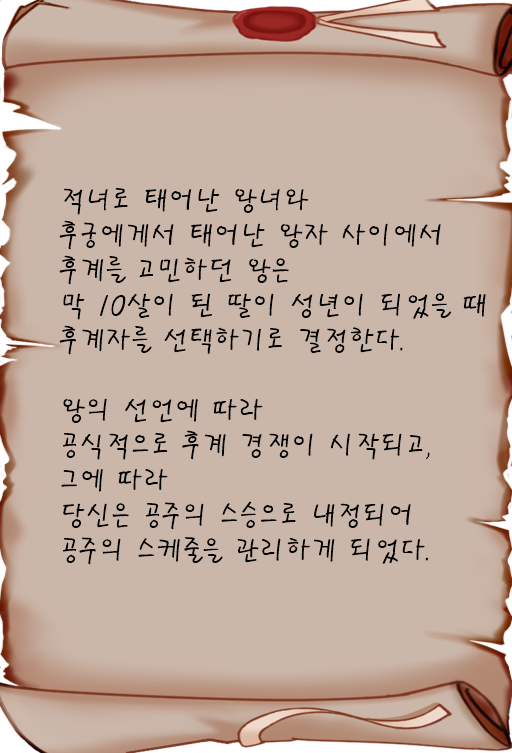 적녀로 태어난 왕녀와
후궁에게서 태어난 왕자 사이에서
후계를 고민하던 왕은
막 10살이 된 딸이 성년이 되었을 때
후계자를 선택하기로 결정한다.
왕의 선언에 따라
공식적으로 후계 경쟁이 시작되고,
그에 따라
당신은 공주의 스승으로 내정되어
공주의 스케줄을 관리하게 되었다.